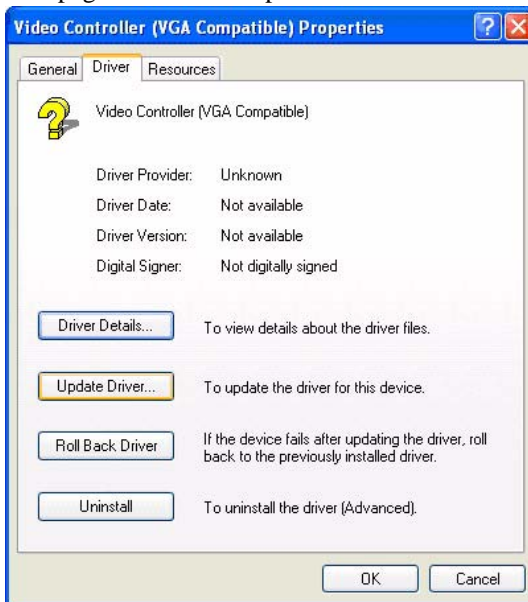 Video Controller (VGA Compatible) Properties
General Driver Resources
Video Controller (VGA Compatible)
Driver Provider: Unknown
Driver Date: Not available
Driver Version: Not available
Digital Signer: Not digitally signed
Driver Details... To view details about the driver files.
Update Driver... To update the driver for this device.
Roll Back Driver If the device fails after updating the driver, roll
back to the previously installed driver.
Uninstall To uninstall the driver (Advanced).
OK Cancel